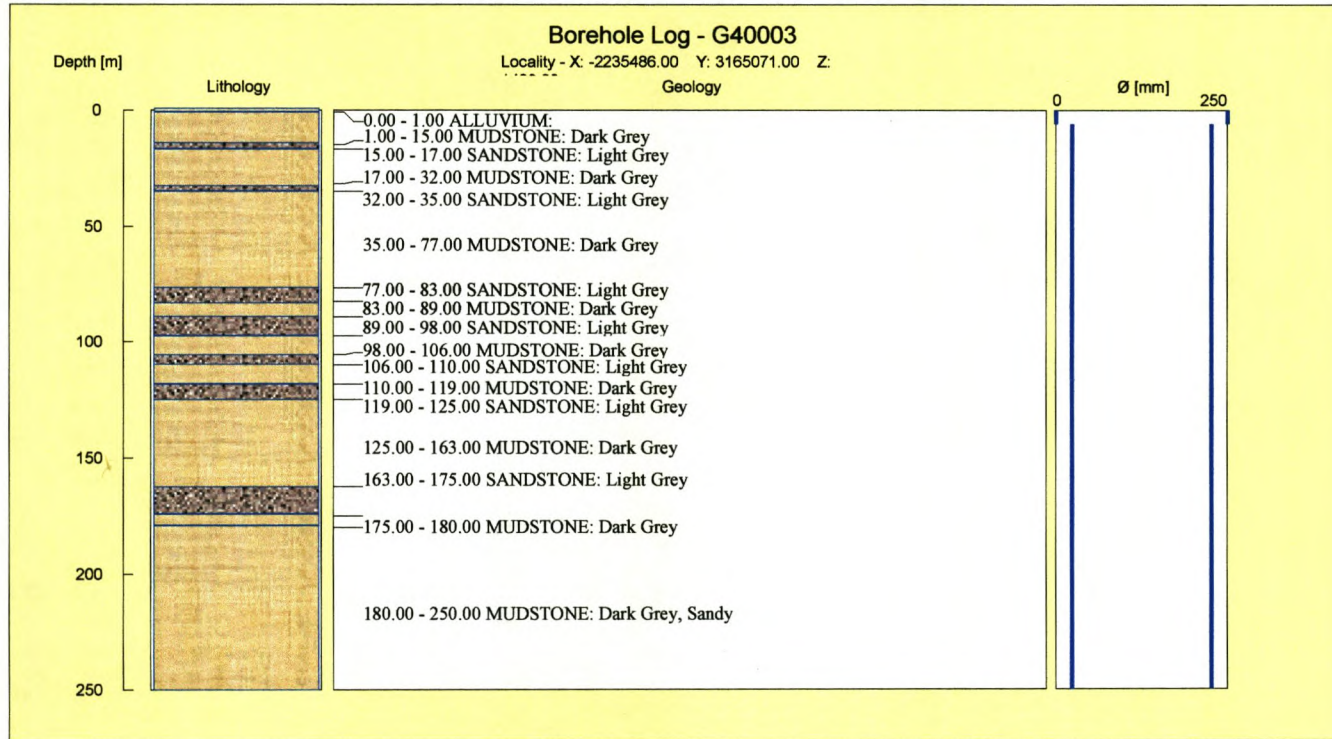 Borehole Log - G40003
Depth [m]
Locality - X: -2235486.00 Y: 3165071.00 Z:
Lithology
Geology
Ø [mm]
0
250
0
50
100
150
200
250
0.00 - 1.00 ALLUVIUM:
1.00 - 15.00 MUDSTONE: Dark Grey
15.00 - 17.00 SANDSTONE: Light Grey
17.00 - 32.00 MUDSTONE: Dark Grey
32.00 - 35.00 SANDSTONE: Light Grey
35.00 - 77.00 MUDSTONE: Dark Grey
77.00 - 83.00 SANDSTONE: Light Grey
83.00 - 89.00 MUDSTONE: Dark Grey
89.00 - 98.00 SANDSTONE: Light Grey
98.00 - 106.00 MUDSTONE: Dark Grey
106.00 - 110.00 SANDSTONE: Light Grey
110.00 - 119.00 MUDSTONE: Dark Grey
119.00 - 125.00 SANDSTONE: Light Grey
125.00 - 163.00 MUDSTONE: Dark Grey
163.00 - 175.00 SANDSTONE: Light Grey
175.00 - 180.00 MUDSTONE: Dark Grey
180.00 - 250.00 MUDSTONE: Dark Grey, Sandy